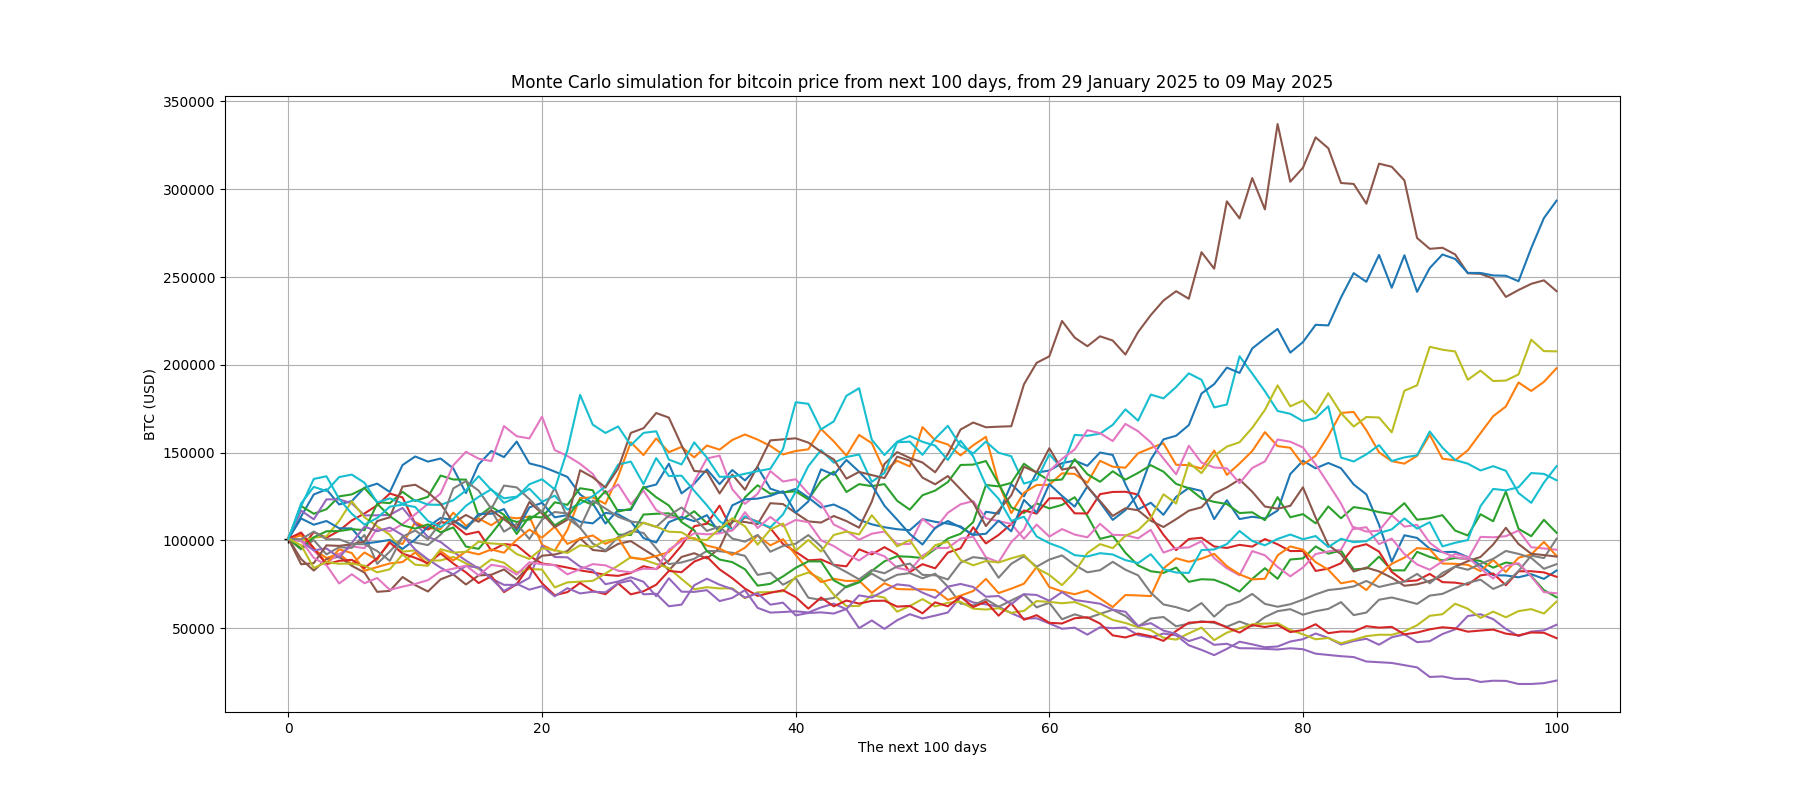 Monte Carlo simulation for bitcoin price from next 100 days, from 29 January 2025 to 09 May 2025
350000
300000
250000
200000
150000
100000
50000
BTC (USD)
0 20 40 60 80 100
The next 100 days